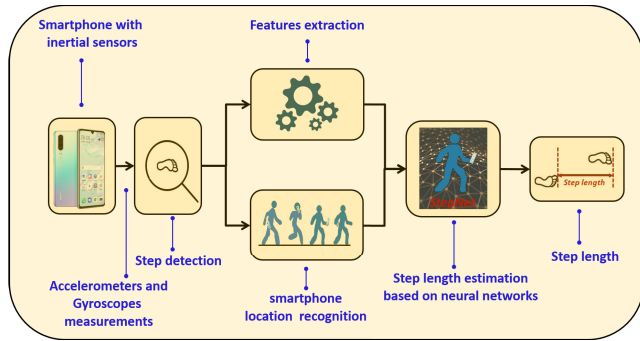 Smartphone with
inertial sensors
Features extraction
StepNet
Step length
Step detection
Accelerometers and
Gyroscopes
measurements
smartphone
location recognition
Step length estimation
based on neural networks
Step length